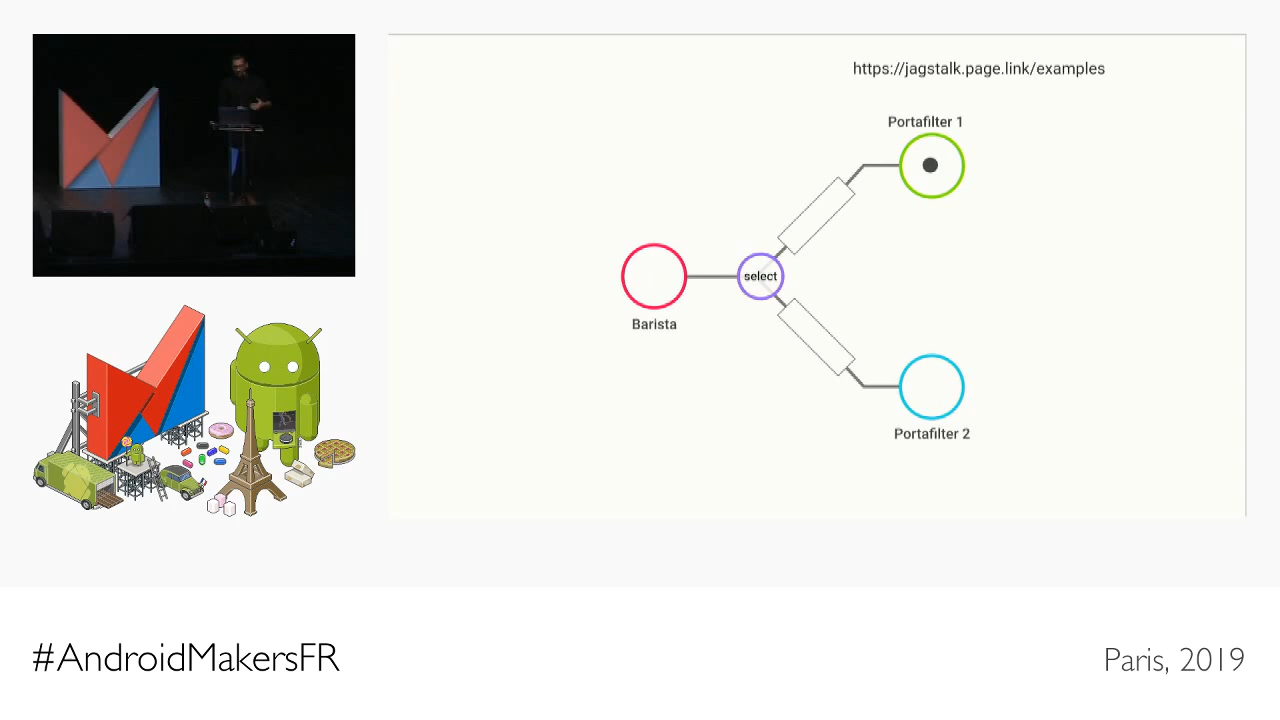 https://jagstalk.page.link/examples
Portafilter 1
select
Barista
Portafilter 2
#AndroidMakersFR
Paris, 2019